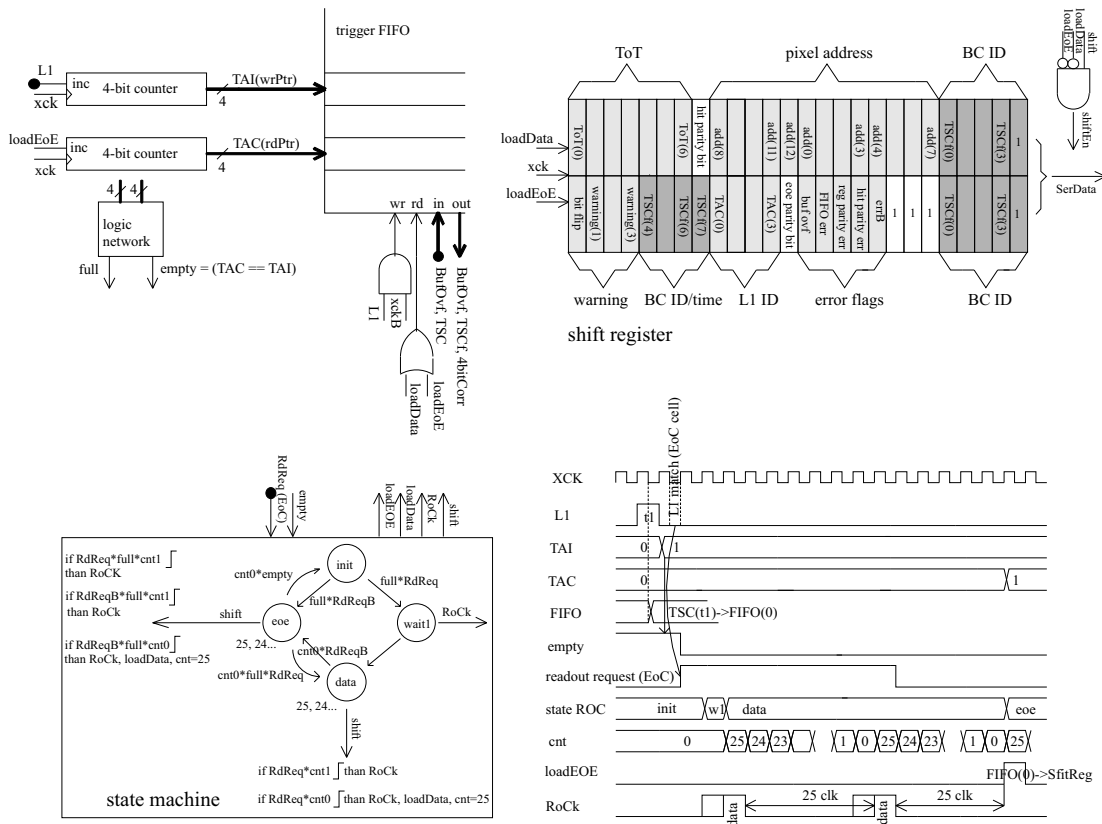 trigger FIFO
L1
inc
xck
4-bit counter
TAI(wrPtr)
4
loadEoE
inc
xck
4-bit counter
TAC(rdPtr)
4
4
4
logic
network
full
empty = (TAC == TAI)
wr
rd
in
out
L1
xckB
loadData
loadEoE
BufOvf, TSC
BufOvf, TSCf, 4bitCorr
ToT
pixel address
BC ID
loadEoE
loadData
shift
shiftEn
loadData
xck
loadEoE
ToT(0)
ToT(6)
hit parity bit
add(8)
add(11)
add(12)
add(0)
add(3)
add(4)
add(7)
TSCf(0)
TSCf(3)
1
bit flip
warning(1)
warning(3)
TSCf(4)
TSCf(6)
TSCf(7)
TAC(0)
TAC(3)
eoe parity bit
buf ovf
FIFO err
reg parity err
hit parity err
errB
1
1
1
TSCf(0)
TSCf(3)
1
SerData
warning
BC ID/time
L1 ID
error flags
BC ID
shift register
RdReq (EoC)
empty
loadEOE
loadData
RoCk
shift
if RdReq*full*cnt1
than RoCK
if RdReqB*full*cnt1
than RoCk
if RdReqB*full*cnt0
than RoCk, loadData, cnt=25
cnt0*empty
init
full*RdReq
full*RdReqB
shift
eoe
wait1
RoCk
25, 24...
cnt0*RdReqB
cnt0*full*RdReq
data
25, 24...
shift
if RdReq*cnt1 than RoCk
if RdReq*cnt0 than RoCk, loadData, cnt=25
state machine
L1 match (EoC cell)
XCK
L1
t1
TAI
0
1
TAC
0
1
FIFO
TSC(t1)->FIFO(0)
empty
readout request (EoC)
state ROC
init
w1
data
eoe
cnt
0
25
24
23
1
0
25
24
23
1
0
25
loadEOE
FIFO(0)->SfitReg
RoCk
data
25 clk
data
25 clk